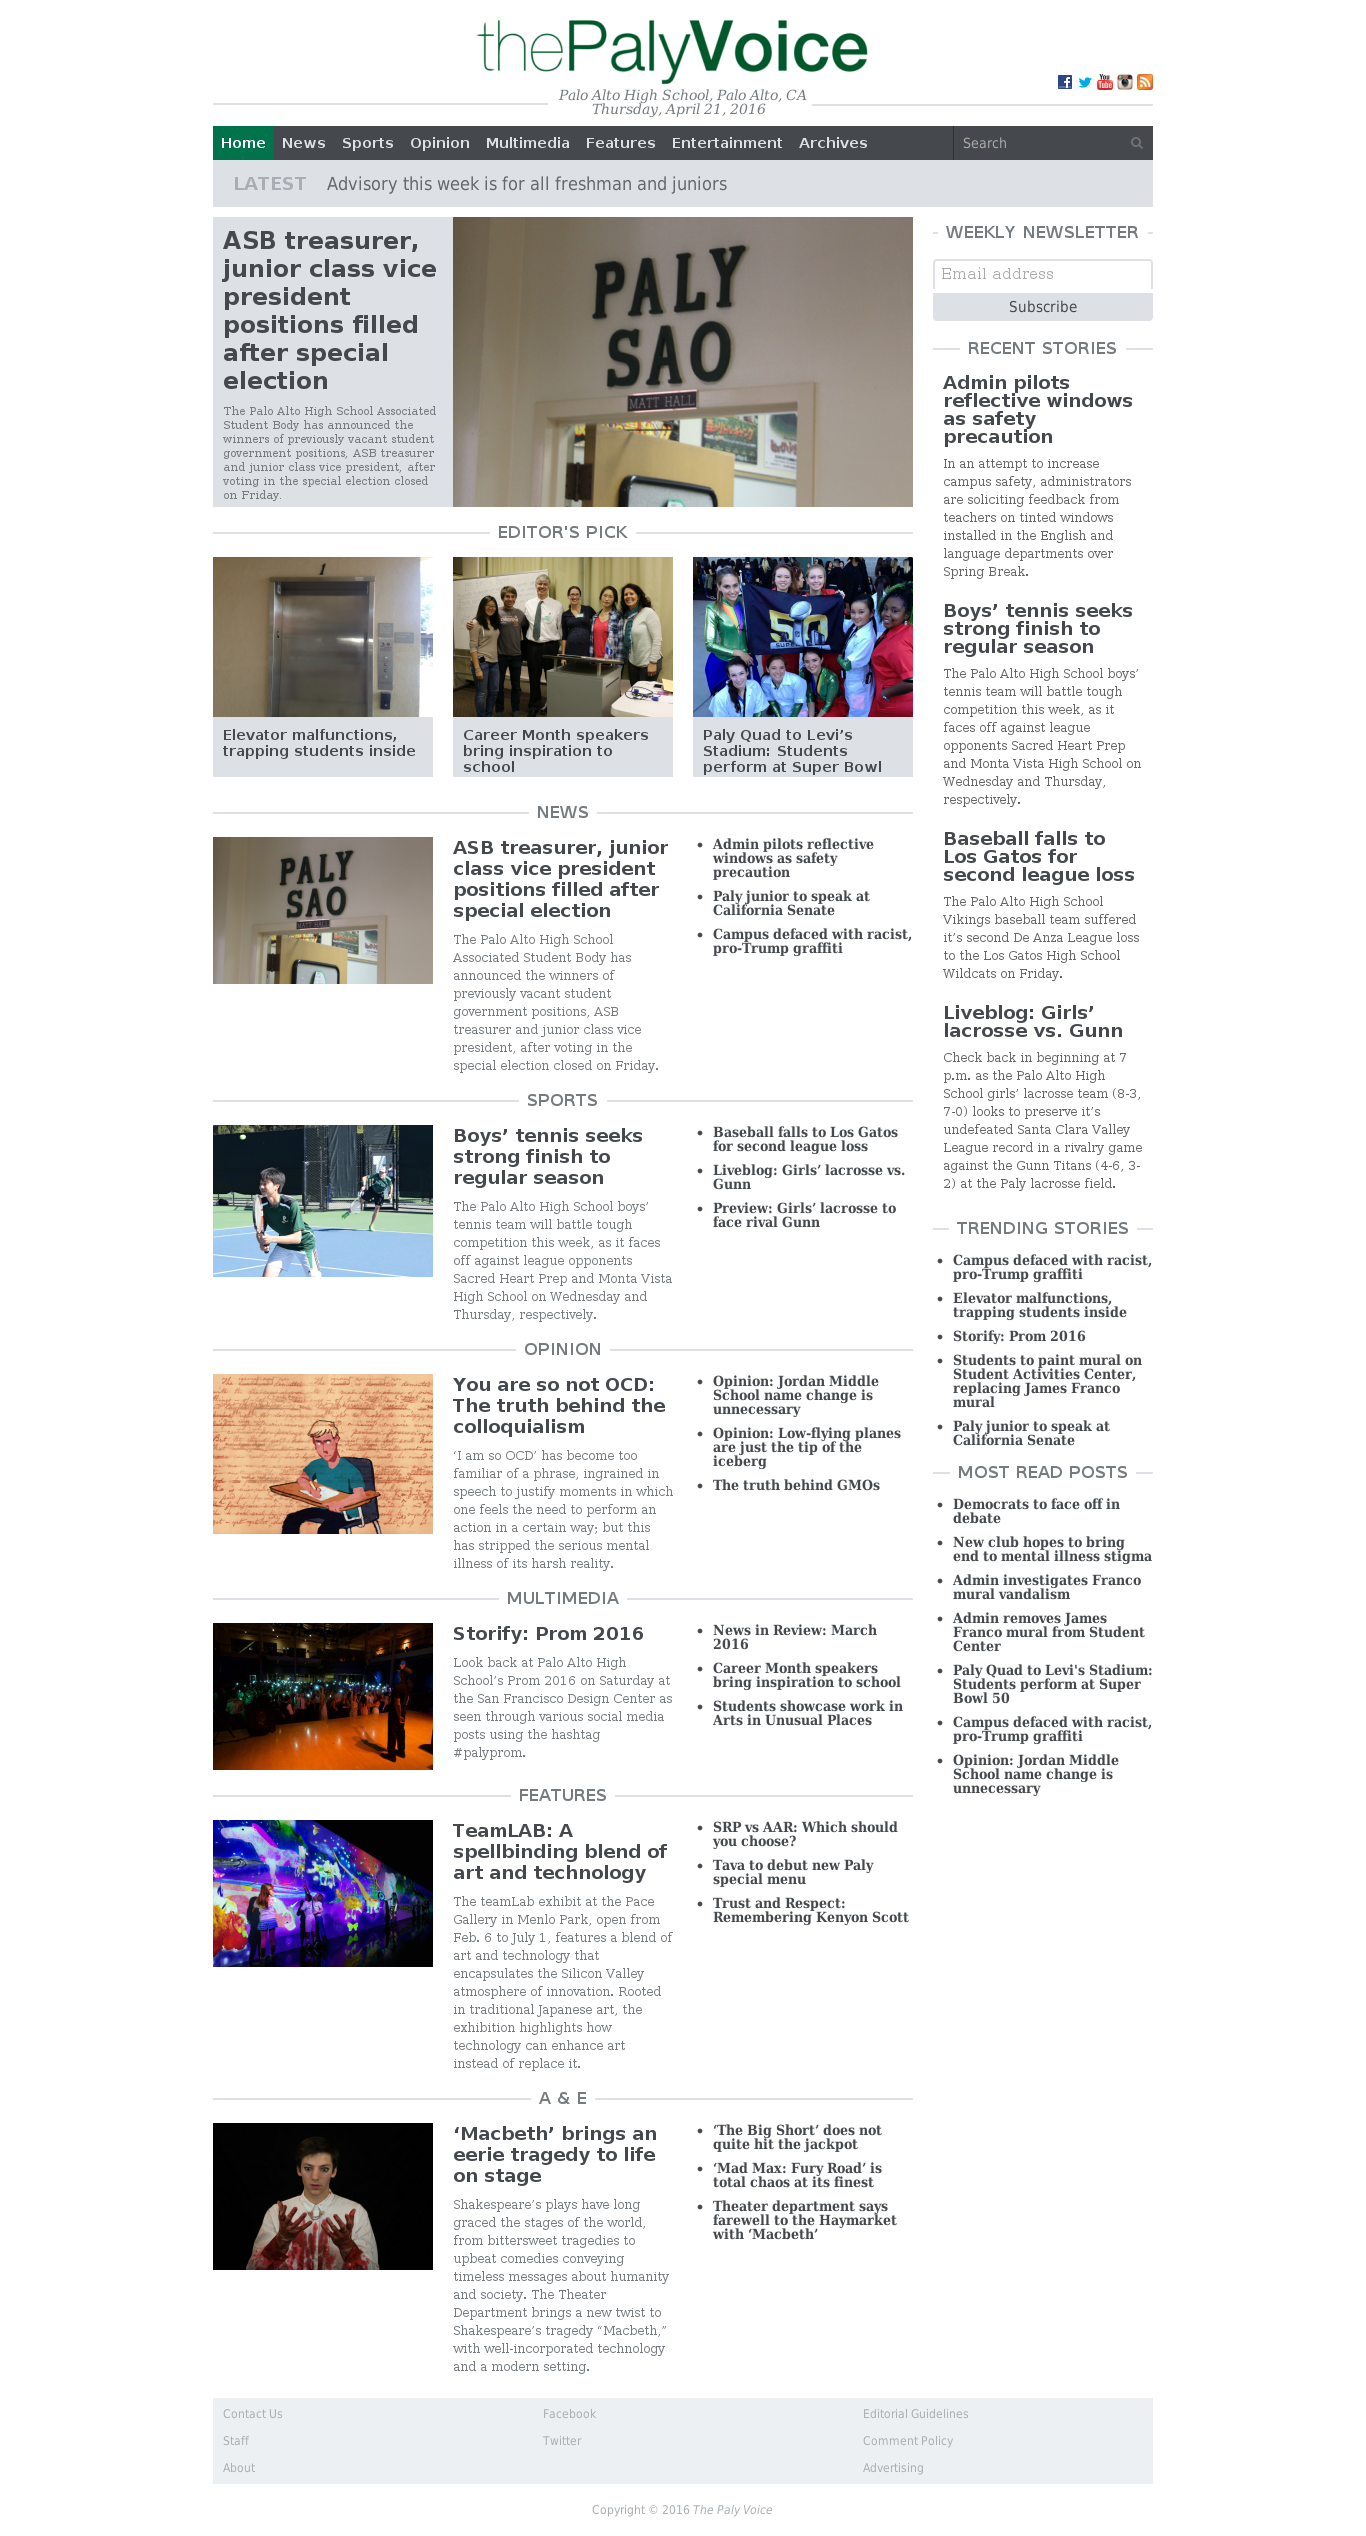 thePalyVoice
Palo Alto High School, Palo Alto, CA
Thursday, April 21, 2016
Home News Sports Opinion Multimedia Features Entertainment Archives Search
LATEST Advisory this week is for all freshman and juniors
ASB treasurer,
junior class vice
president
positions filled
after special
election
The Palo Alto High School Associated
Student Body has announced the
winners of previously vacant student
government positions, ASB treasurer
and junior class vice president, after
voting in the special election closed
on Friday.
PALY
SAO
MATT HALL
EDITOR'S PICK
1
50
Elevator malfunctions,
trapping students inside
Career Month speakers
bring inspiration to
school
Paly Quad to Levi’s
Stadium: Students
perform at Super Bowl
NEWS
PALY
SAO
MATT HALL
ASB treasurer, junior
class vice president
positions filled after
special election
The Palo Alto High School
Associated Student Body has
announced the winners of
previously vacant student
government positions, ASB
treasurer and junior class vice
president, after voting in the
special election closed on Friday.
Admin pilots reflective
windows as safety
precaution
Paly junior to speak at
California Senate
Campus defaced with racist,
pro-Trump graffiti
SPORTS
Boys’ tennis seeks
strong finish to
regular season
The Palo Alto High School boys’
tennis team will battle tough
competition this week, as it faces
off against league opponents
Sacred Heart Prep and Monta Vista
High School on Wednesday and
Thursday, respectively.
Baseball falls to Los Gatos
for second league loss
Liveblog: Girls’ lacrosse vs.
Gunn
Preview: Girls’ lacrosse to
face rival Gunn
OPINION
You are so not OCD:
The truth behind the
colloquialism
‘I am so OCD’ has become too
familiar of a phrase, ingrained in
speech to justify moments in which
one feels the need to perform an
action in a certain way; but this
has stripped the serious mental
illness of its harsh reality.
Opinion: Jordan Middle
School name change is
unnecessary
Opinion: Low-flying planes
are just the tip of the
iceberg
The truth behind GMOs
MULTIMEDIA
Storify: Prom 2016
Look back at Palo Alto High
School’s Prom 2016 on Saturday at
the San Francisco Design Center as
seen through various social media
posts using the hashtag
#palyprom.
News in Review: March
2016
Career Month speakers
bring inspiration to school
Students showcase work in
Arts in Unusual Places
FEATURES
TeamLAB: A
spellbinding blend of
art and technology
The teamLab exhibit at the Pace
Gallery in Menlo Park, open from
Feb. 6 to July 1, features a blend of
art and technology that
encapsulates the Silicon Valley
atmosphere of innovation. Rooted
in traditional Japanese art, the
exhibition highlights how
technology can enhance art
instead of replace it.
SRP vs AAR: Which should
you choose?
Tava to debut new Paly
special menu
Trust and Respect:
Remembering Kenyon Scott
A & E
‘Macbeth’ brings an
eerie tragedy to life
on stage
Shakespeare’s plays have long
graced the stages of the world,
from bittersweet tragedies to
upbeat comedies conveying
timeless messages about humanity
and society. The Theater
Department brings a new twist to
Shakespeare’s tragedy “Macbeth,”
with well-incorporated technology
and a modern setting.
‘The Big Short’ does not
quite hit the jackpot
‘Mad Max: Fury Road’ is
total chaos at its finest
Theater department says
farewell to the Haymarket
with ‘Macbeth’
WEEKLY NEWSLETTER
Email address
Subscribe
RECENT STORIES
Admin pilots
reflective windows
as safety
precaution
In an attempt to increase
campus safety, administrators
are soliciting feedback from
teachers on tinted windows
installed in the English and
language departments over
Spring Break.
Boys’ tennis seeks
strong finish to
regular season
The Palo Alto High School boys’
tennis team will battle tough
competition this week, as it
faces off against league
opponents Sacred Heart Prep
and Monta Vista High School on
Wednesday and Thursday,
respectively.
Baseball falls to
Los Gatos for
second league loss
The Palo Alto High School
Vikings baseball team suffered
it’s second De Anza League loss
to the Los Gatos High School
Wildcats on Friday.
Liveblog: Girls’
lacrosse vs. Gunn
Check back in beginning at 7
p.m. as the Palo Alto High
School girls’ lacrosse team (8-3,
7-0) looks to preserve it’s
undefeated Santa Clara Valley
League record in a rivalry game
against the Gunn Titans (4-6, 3-
2) at the Paly lacrosse field.
TRENDING STORIES
Campus defaced with racist,
pro-Trump graffiti
Elevator malfunctions,
trapping students inside
Storify: Prom 2016
Students to paint mural on
Student Activities Center,
replacing James Franco
mural
Paly junior to speak at
California Senate
MOST READ POSTS
Democrats to face off in
debate
New club hopes to bring
end to mental illness stigma
Admin investigates Franco
mural vandalism
Admin removes James
Franco mural from Student
Center
Paly Quad to Levi's Stadium:
Students perform at Super
Bowl 50
Campus defaced with racist,
pro-Trump graffiti
Opinion: Jordan Middle
School name change is
unnecessary
Contact Us Facebook Editorial Guidelines
Staff Twitter Comment Policy
About Advertising
Copyright © 2016 The Paly Voice